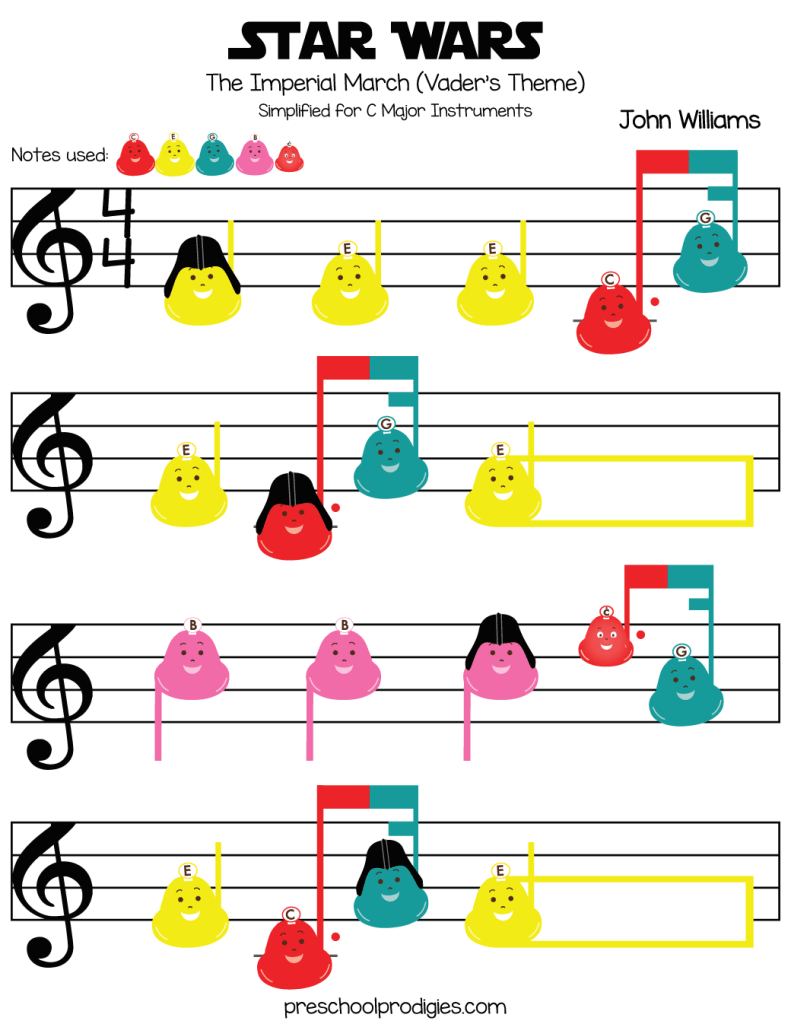 STAR WARS
The Imperial March (Vader's Theme)
Simplified for C Major Instruments
John Williams
Notes used: C E G B C
4
4
E E C G
E G E
B B C G
E C E
preschoolprodigies.com